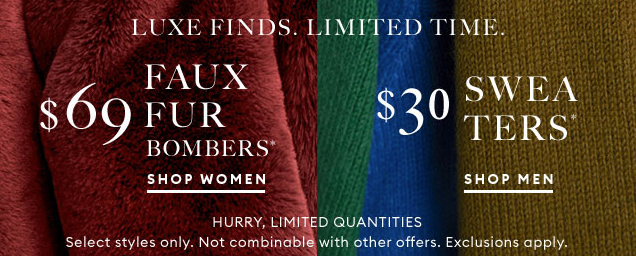 LUXE FINDS. LIMITED TIME.
$69 FAUX
FUR
BOMBERS*
SHOP WOMEN
$30 SWEA
TERS*
SHOP MEN
HURRY, LIMITED QUANTITIES
Select styles only. Not combinable with other offers. Exclusions apply.